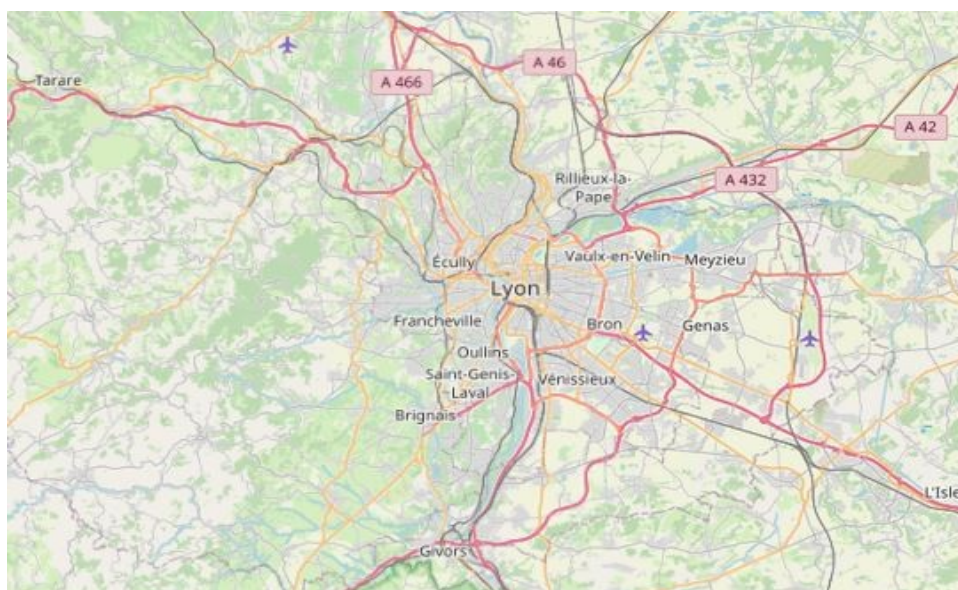 A 46
Tarare
A 466
A 42
Rillieux-la-
Pape
A 432
Écully
Vaulx-en-Velin
Meyzieu
Lyon
Francheville
Bron
Genas
Oullins
Saint-Genis-
Laval
Vénissieux
Brignais
L'Isle
Givors